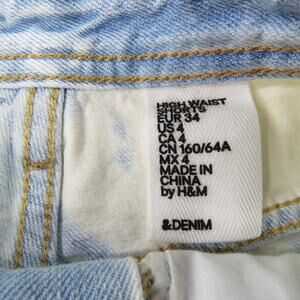 HIGH WAIST
SHORTS
EUR 34
US 4
CA 4
CN 160/64A
MX 4
MADE IN
CHINA
by H&M
&DENIM